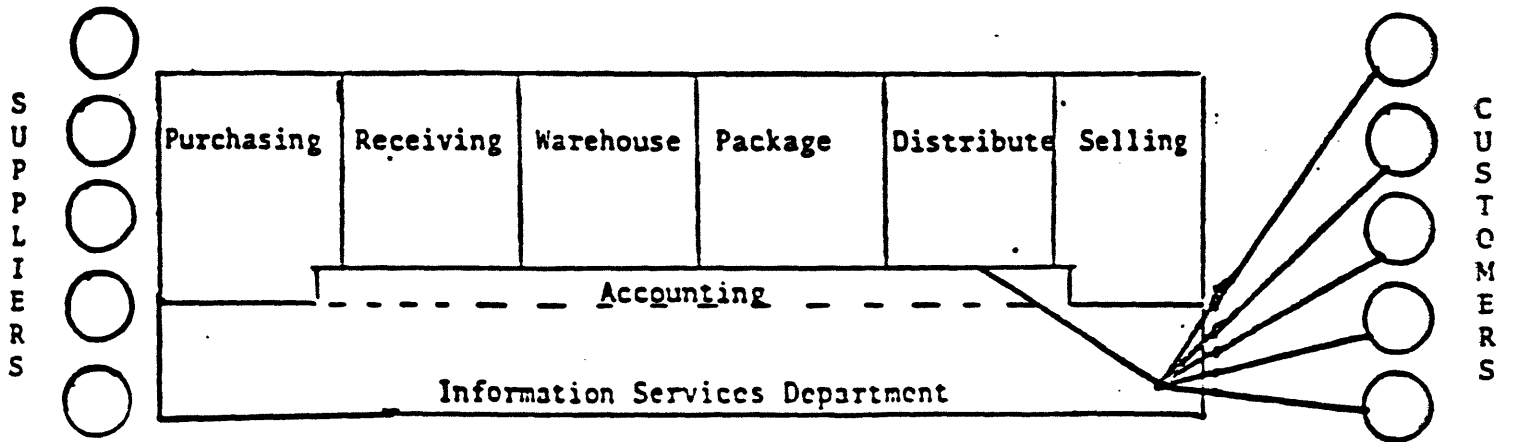 SUPPLIERS
Purchasing Receiving Warehouse Package Distribute Selling
Accounting
Information Services Department
CUSTOMERS